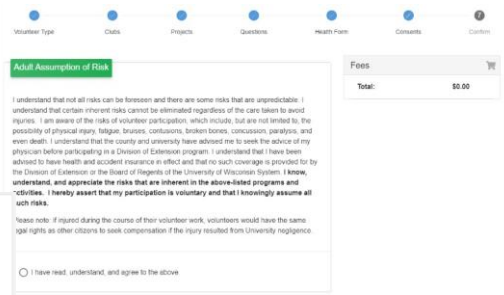 Volunteer Type Clubs Projects Questions Health Form Consents 7 Confirm
Adult Assumption of Risk
Fees
Total: $0.00
I understand that not all risks can be foreseen and there are some risks that are unpredictable. I
understand that certain inherent risks cannot be eliminated regardless of the care taken to avoid
injuries. I am aware of the risks of volunteer participation, which include, but are not limited to, the
possibility of physical injury, fatigue, bruises, contusions, broken bones, concussion, paralysis, and
even death. I understand that the county and university have advised me to seek the advice of my
physician before participating in a Division of Extension program. I understand that I have been
advised to have health and accident insurance in effect and that no such coverage is provided for by
the Division of Extension or the Board of Regents of the University of Wisconsin System. I know,
understand, and appreciate the risks that are inherent in the above-listed programs and
ctivities. I hereby assert that my participation is voluntary and that I knowingly assume all
uch risks.
lease note: if injured during the course of their volunteer work, volunteers would have the same
egal rights as other citizens to seek compensation if the injury resulted from University negligence.
I have read, understand, and agree to the above